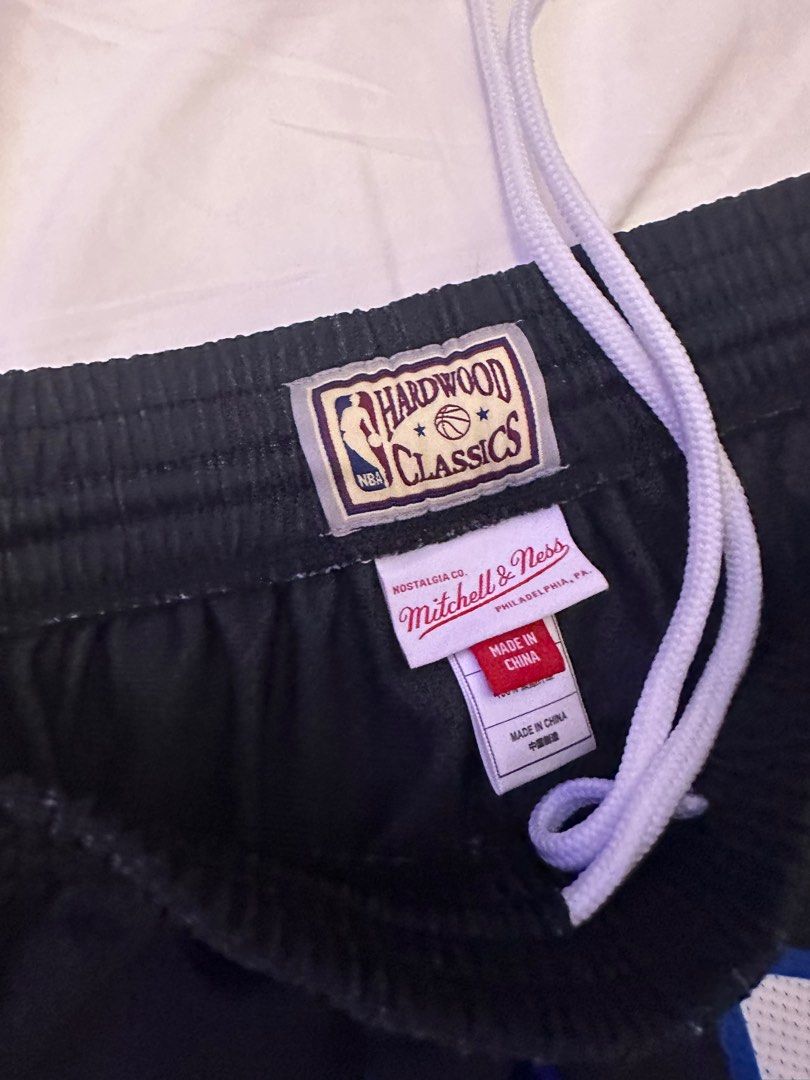 HARDWOOD
CLASSICS
NBA
NOSTALGIA CO.
Mitchell & Ness
PHILADELPHIA, PA.
MADE IN
CHINA
MADE IN CHINA
中国制造